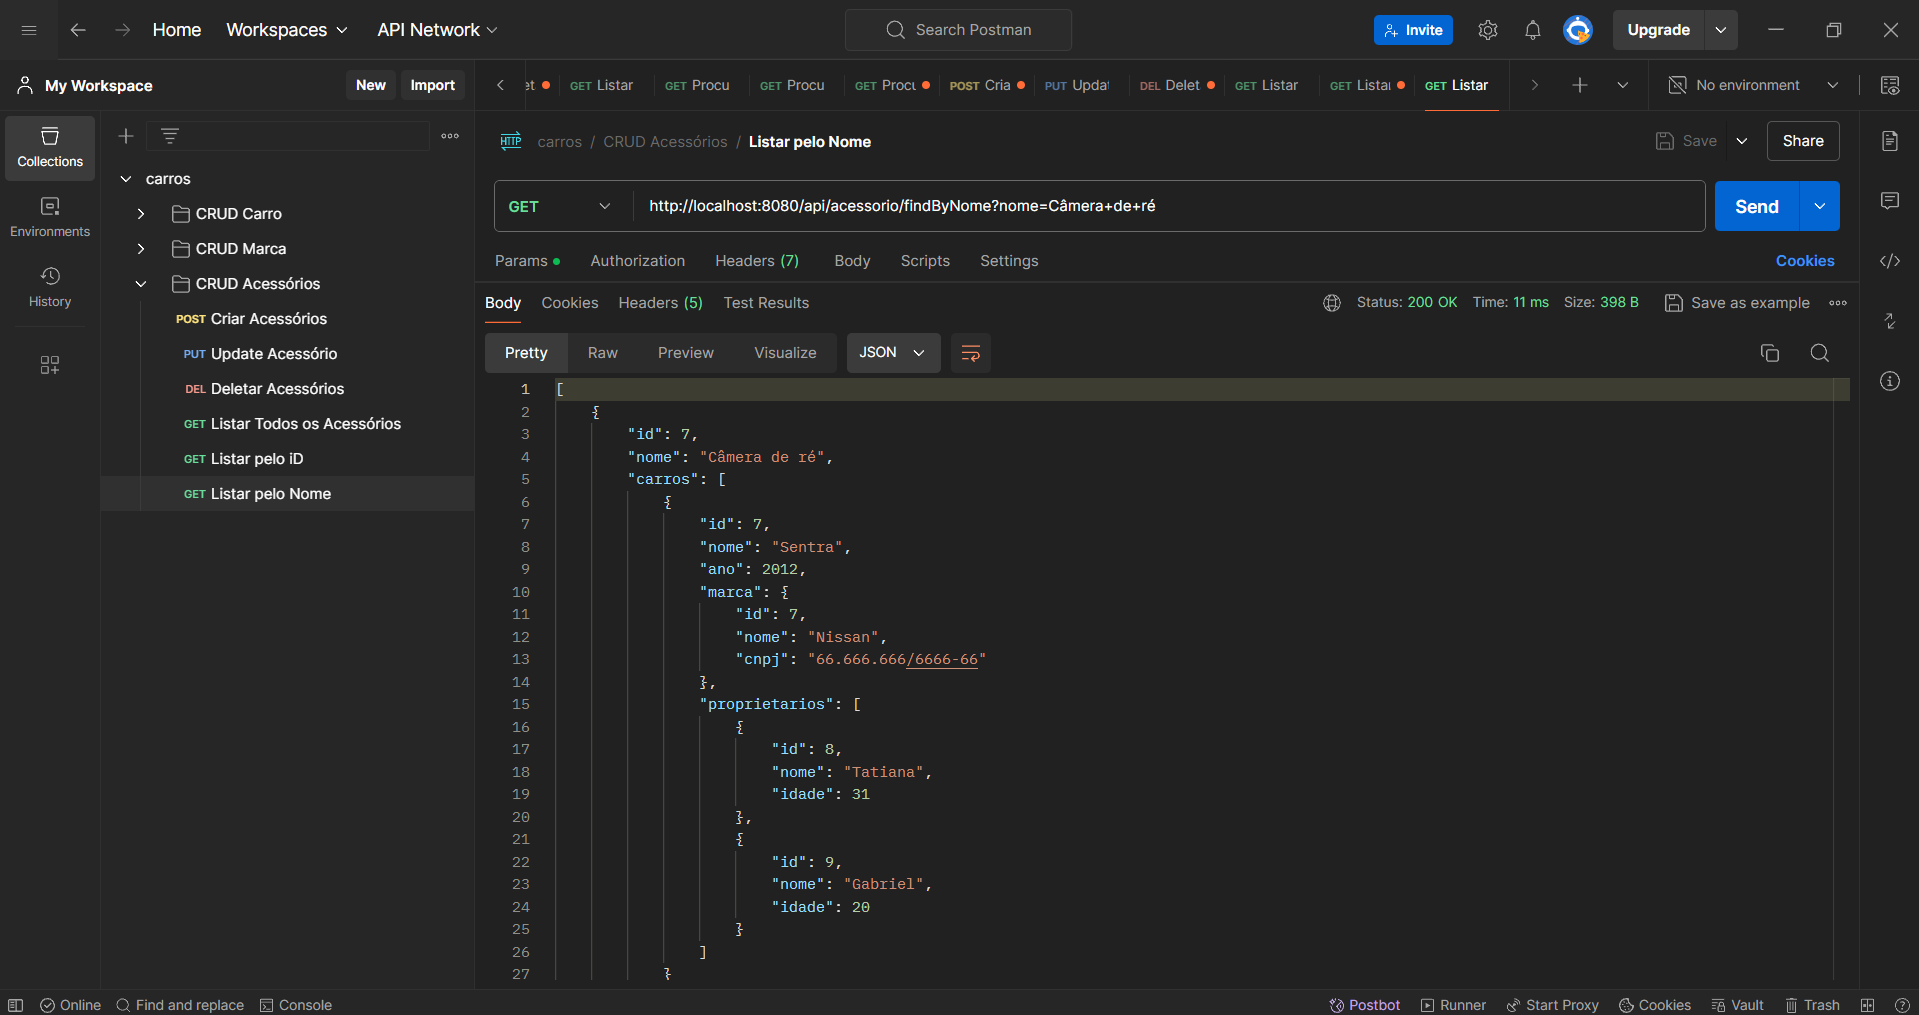 Home Workspaces API Network Search Postman Invite Upgrade
My Workspace New Import
et GET Listar GET Procu GET Procu GET Procu POST Cria PUT Updat DEL Delet GET Listar GET Listar GET Listar No environment
Collections
Environments
History
carros
CRUD Carro
CRUD Marca
CRUD Acessórios
POST Criar Acessórios
PUT Update Acessório
DEL Deletar Acessórios
GET Listar Todos os Acessórios
GET Listar pelo iD
GET Listar pelo Nome
HTTP carros / CRUD Acessórios / Listar pelo Nome Save Share
GET http://localhost:8080/api/acessorio/findByNome?nome=Câmera+de+ré Send
Params Authorization Headers (7) Body Scripts Settings Cookies
Body Cookies Headers (5) Test Results Status: 200 OK Time: 11 ms Size: 398 B Save as example
Pretty Raw Preview Visualize JSON
1 [
2 {
3 "id": 7,
4 "nome": "Câmera de ré",
5 "carros": [
6 {
7 "id": 7,
8 "nome": "Sentra",
9 "ano": 2012,
10 "marca": {
11 "id": 7,
12 "nome": "Nissan",
13 "cnpj": "66.666.666/6666-66"
14 },
15 "proprietarios": [
16 {
17 "id": 8,
18 "nome": "Tatiana",
19 "idade": 31
20 },
21 {
22 "id": 9,
23 "nome": "Gabriel",
24 "idade": 20
25 }
26 ]
27 }
Online Find and replace Console Postbot Runner Start Proxy Cookies Vault Trash